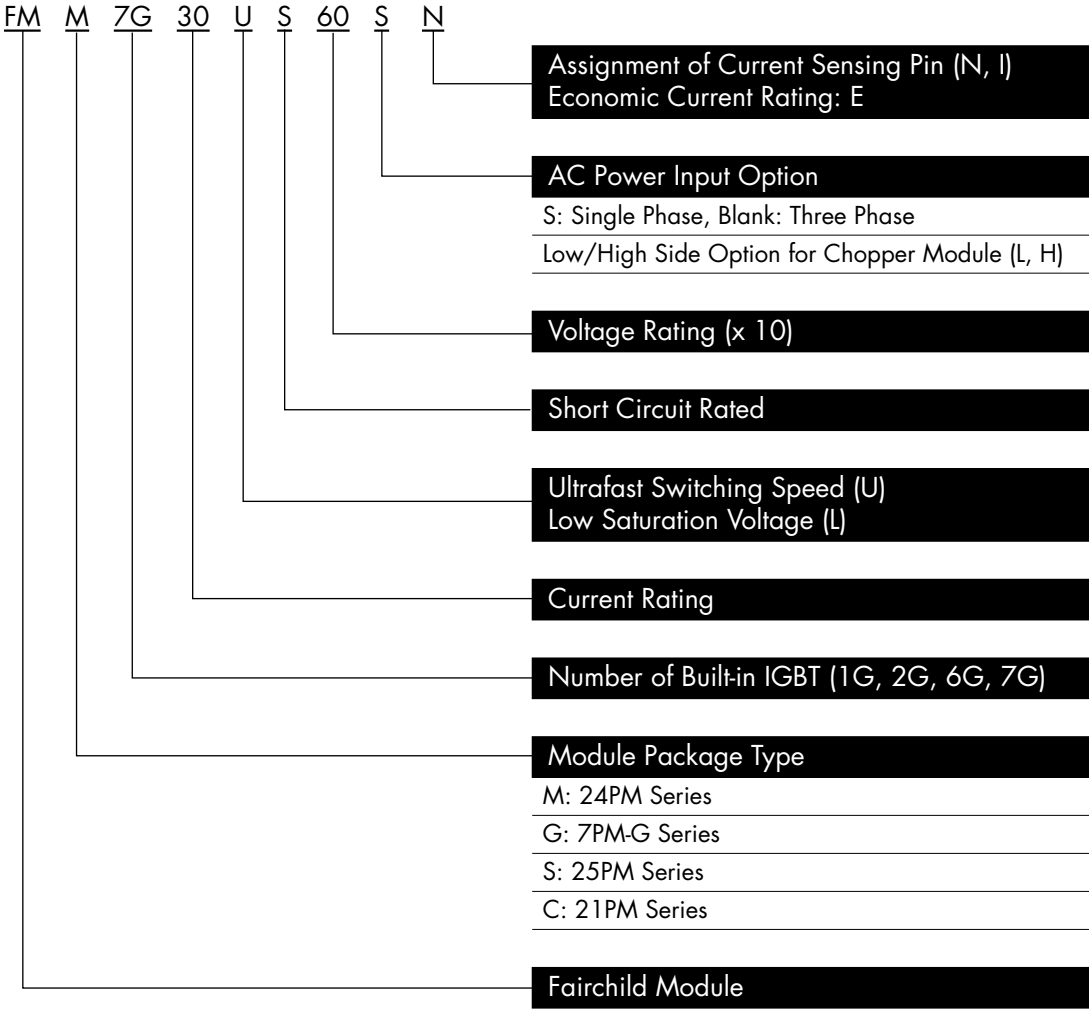 FM M 7G 30 U S 60 S N
Assignment of Current Sensing Pin (N, I)
Economic Current Rating: E
AC Power Input Option
S: Single Phase, Blank: Three Phase
Low/High Side Option for Chopper Module (L, H)
Voltage Rating (x 10)
Short Circuit Rated
Ultrafast Switching Speed (U)
Low Saturation Voltage (L)
Current Rating
Number of Built-in IGBT (1G, 2G, 6G, 7G)
Module Package Type
M: 24PM Series
G: 7PM-G Series
S: 25PM Series
C: 21PM Series
Fairchild Module